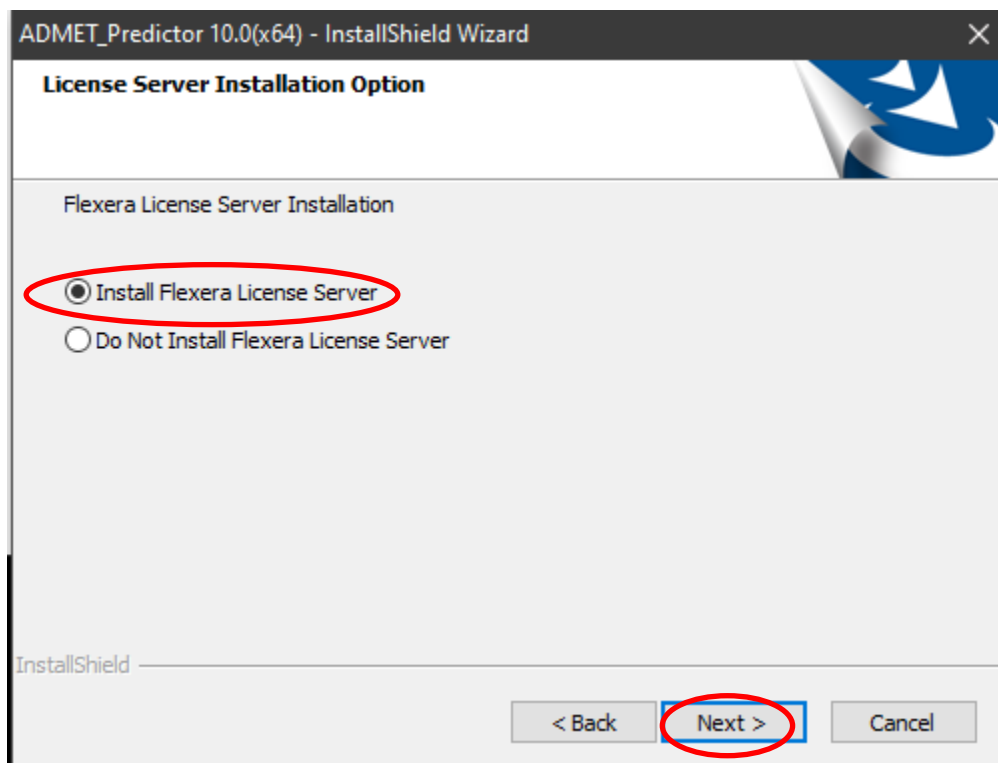 ADMET_Predictor 10.0(x64) - InstallShield Wizard
License Server Installation Option
Flexera License Server Installation
Install Flexera License Server
Do Not Install Flexera License Server
InstallShield
< Back Next > Cancel